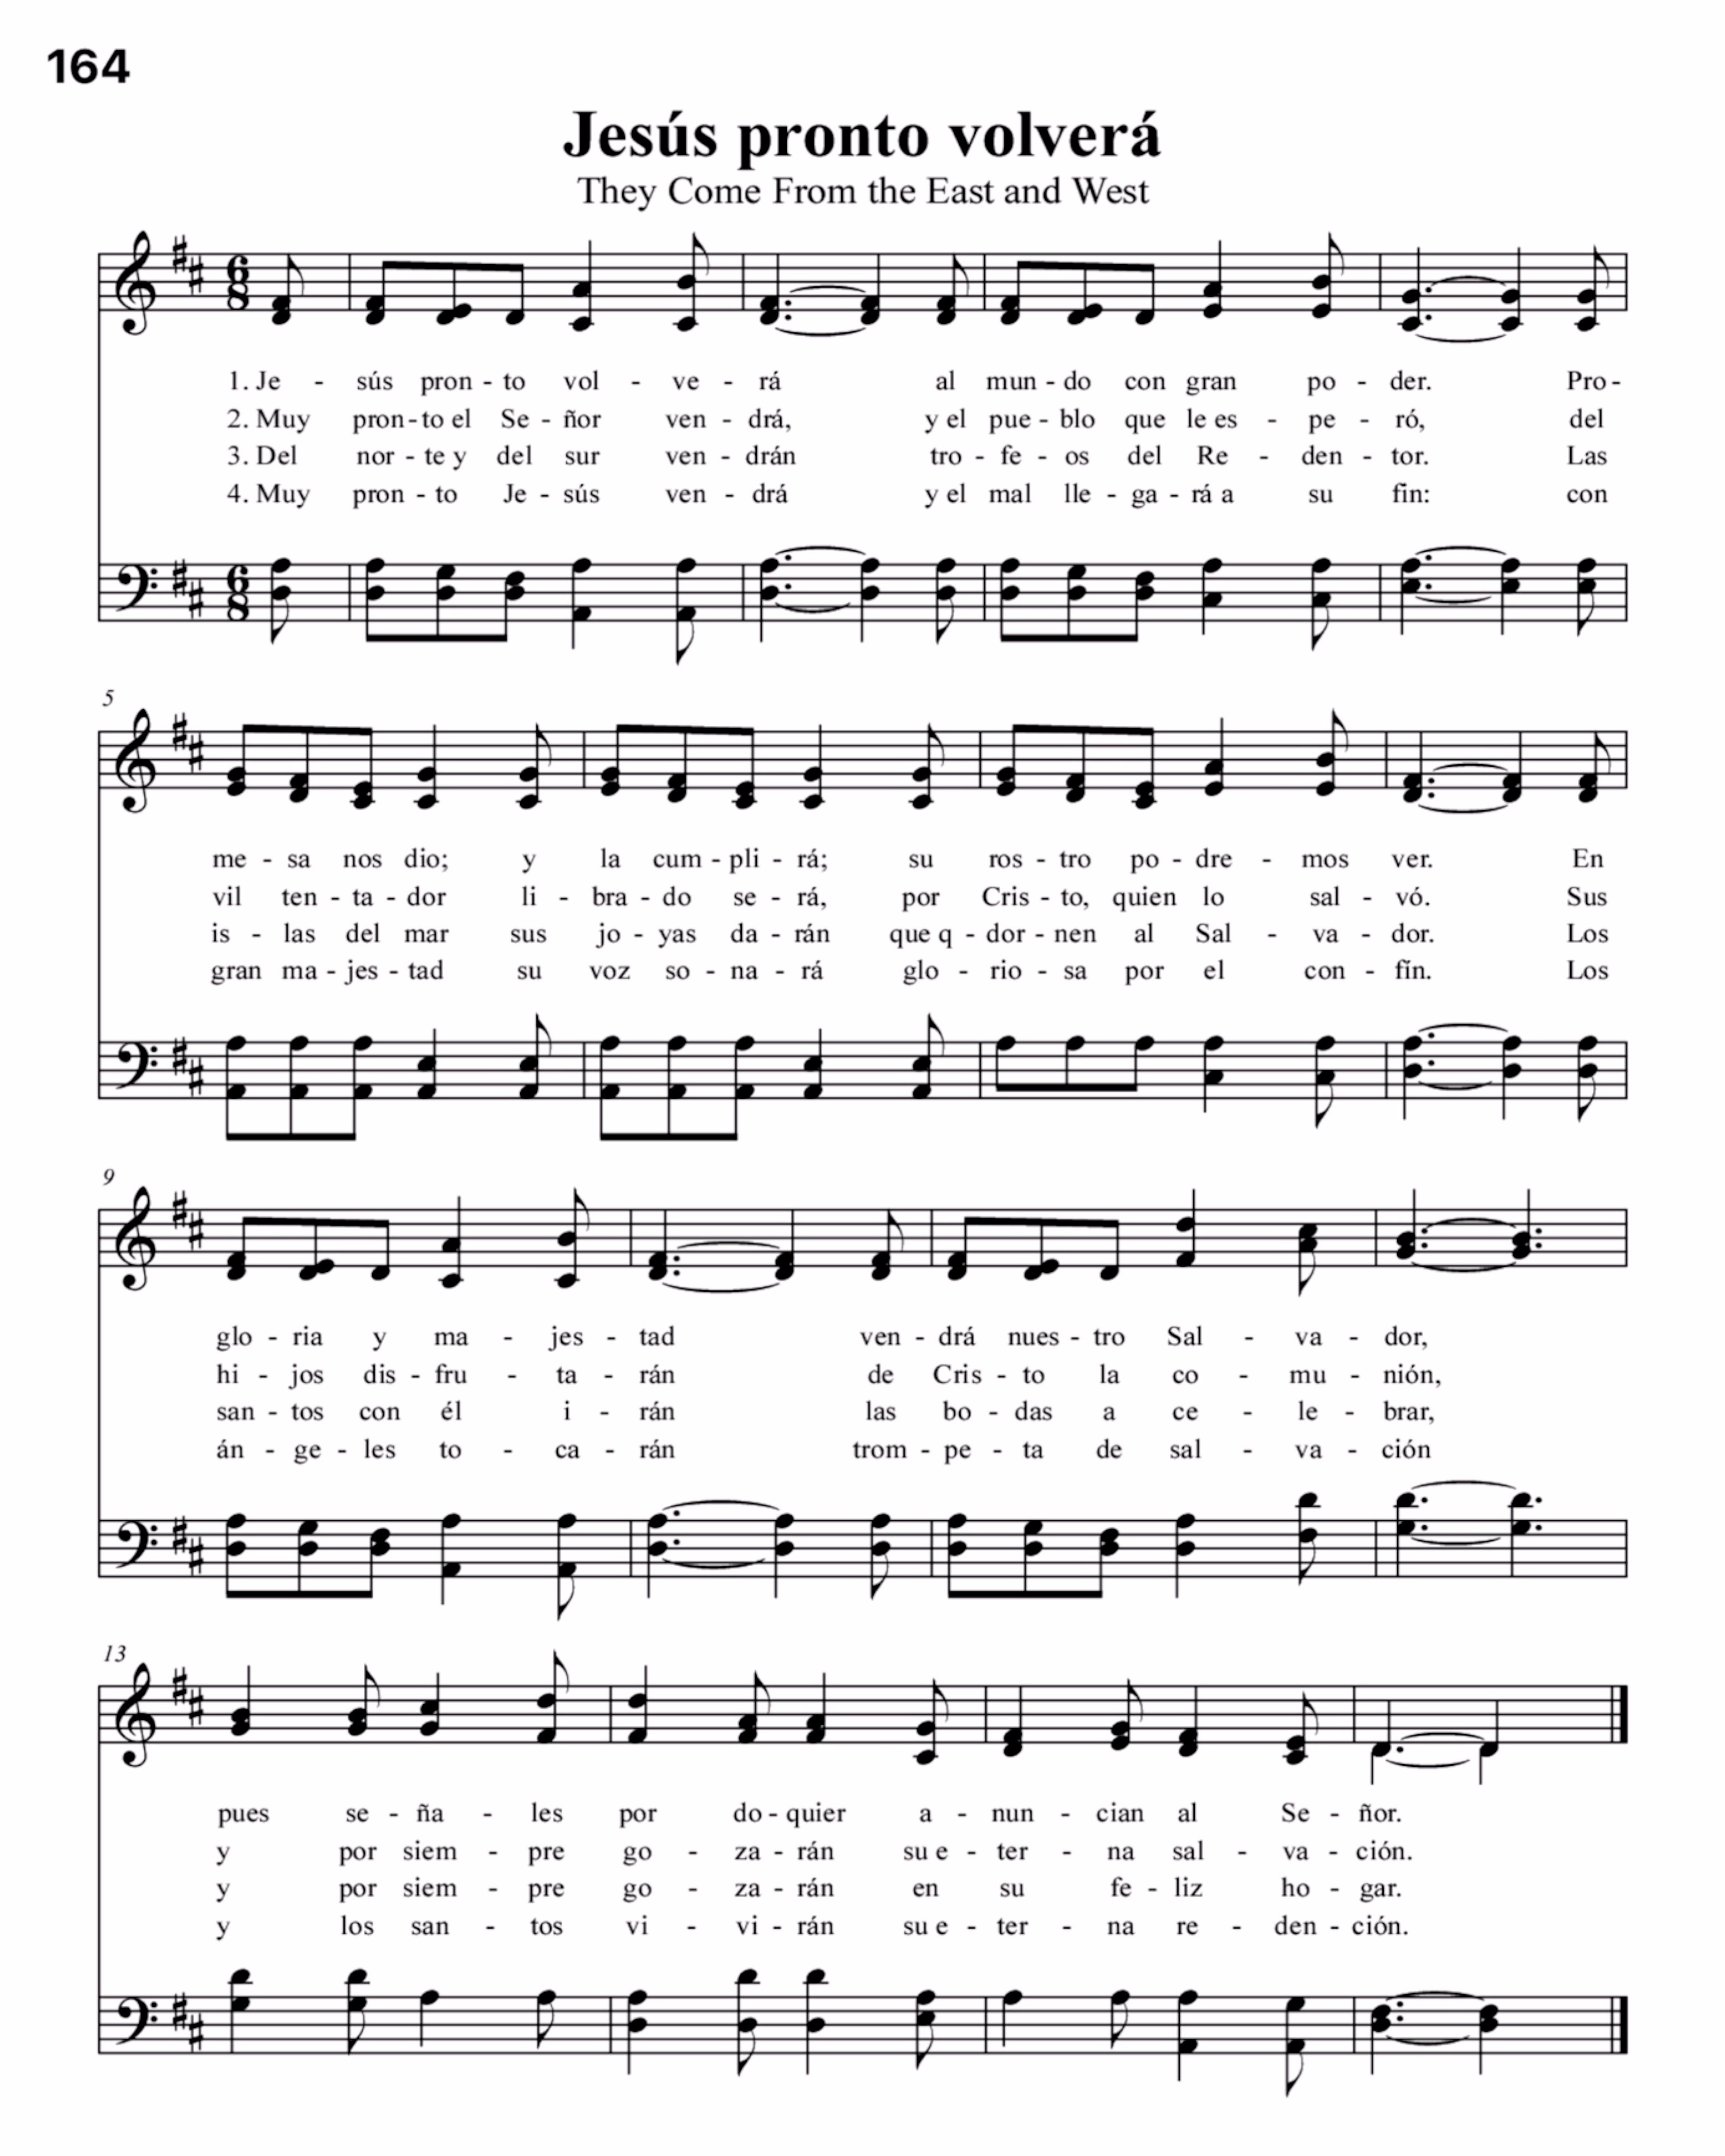 164
Jesús pronto volverá
They Come From the East and West
6 8
1. Je - sús pron - to vol - ve - rá al mun - do con gran po - der. Pro -
2. Muy pron - to el Se - ñor ven - drá, y el pue - blo que le es - pe - ró, del
3. Del nor - te y del sur ven - drán tro - fe - os del Re - den - tor. Las
4. Muy pron - to Je - sús ven - drá y el mal lle - ga - rá a su fin: con
6 8
5
me - sa nos dio; y la cum - pli - rá; su ros - tro po - dre - mos ver. En
vil ten - ta - dor li - bra - do se - rá, por Cris - to, quien lo sal - vó. Sus
is - las del mar sus jo - yas da - rán que q - dor - nen al Sal - va - dor. Los
gran ma - jes - tad su voz so - na - rá glo - rio - sa por el con - fín. Los
9
glo - ria y ma - jes - tad ven - drá nues - tro Sal - va - dor,
hi - jos dis - fru - ta - rán de Cris - to la co - mu - nión,
san - tos con él i - rán las bo - das a ce - le - brar,
án - ge - les to - ca - rán trom - pe - ta de sal - va - ción
13
pues se - ña - les por do - quier a - nun - cian al Se - ñor.
y por siem - pre go - za - rán su e - ter - na sal - va - ción.
y por siem - pre go - za - rán en su fe - liz ho - gar.
y los san - tos vi - vi - rán su e - ter - na re - den - ción.